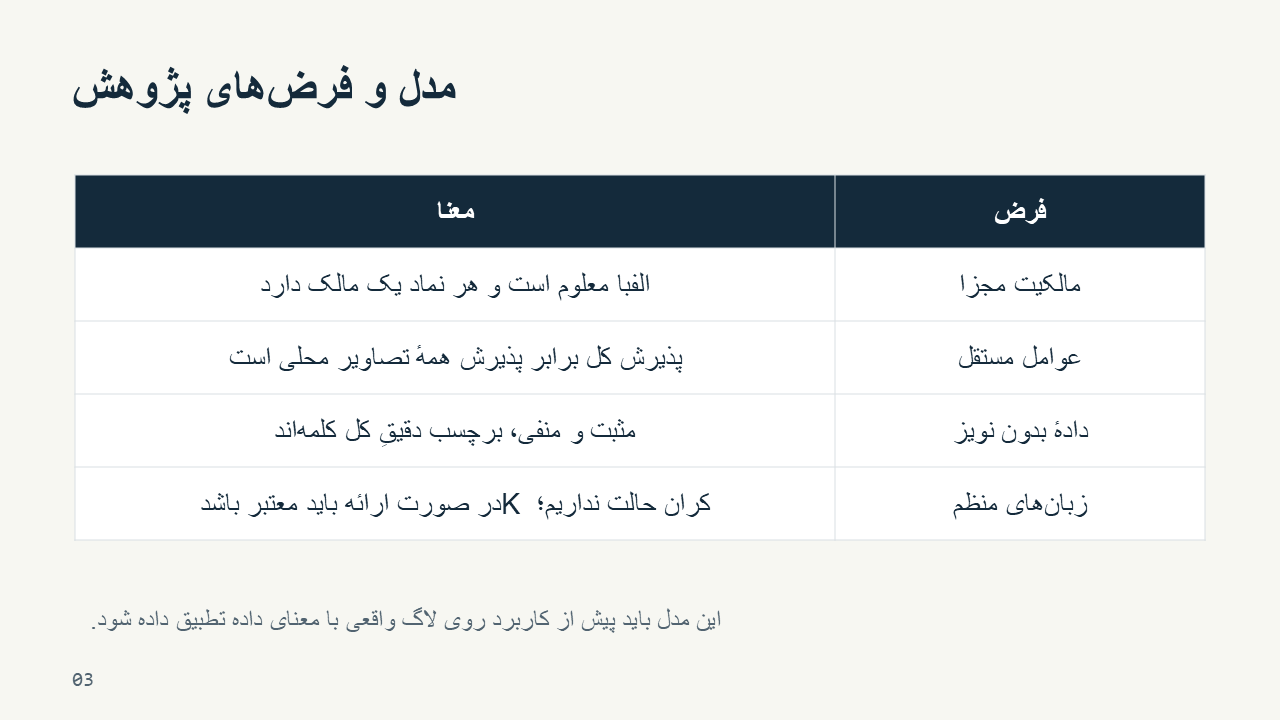 مدل و فرض‌های پژوهش
فرض	معنا
مالکیت مجزا	الفبا معلوم است و هر نماد یک مالک دارد
عوامل مستقل	پذیرش کل برابر پذیرش همهٔ تصاویر محلی است
دادهٔ بدون نویز	مثبت و منفی، برچسب دقیقِ کل کلمه‌اند
زبان‌های منظم	کران حالت نداریم؛ K در صورت ارائه باید معتبر باشد
این مدل باید پیش از کاربرد روی لاگ واقعی با معنای داده تطبیق داده شود.
03